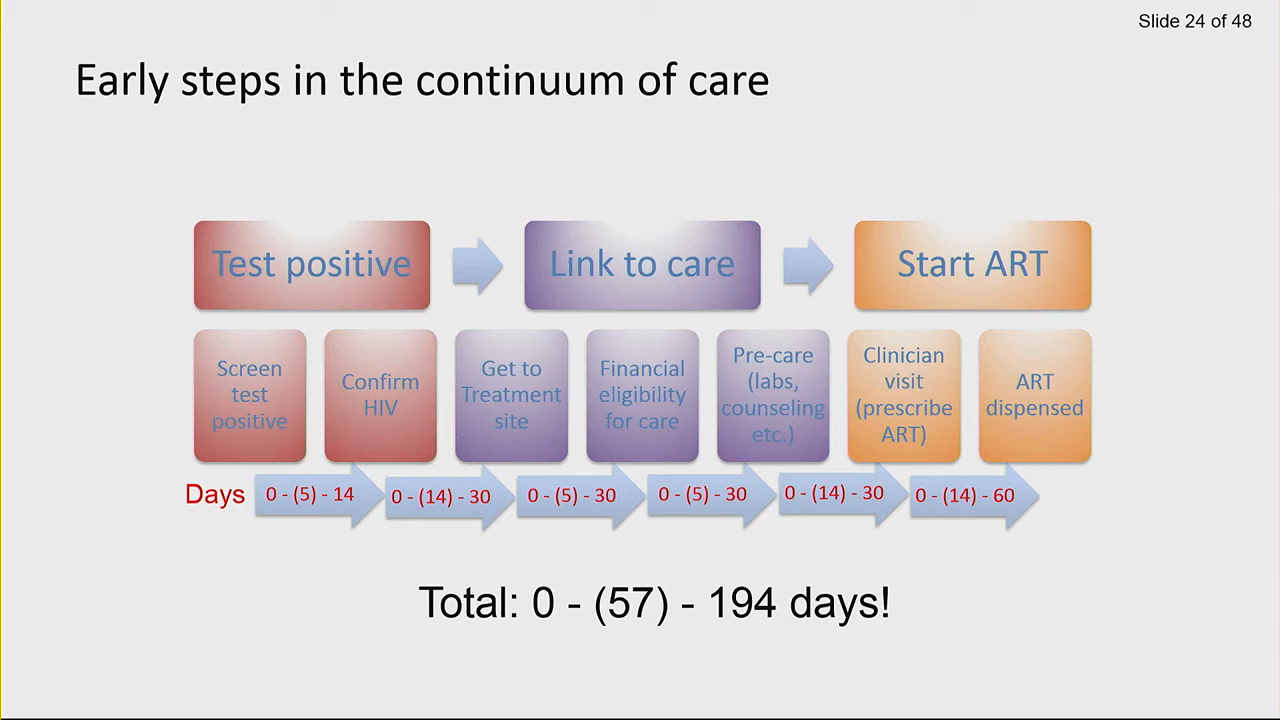 Slide 24 of 48
Early steps in the continuum of care
Test positive
Link to care
Start ART
Screen
test
positive
Confirm
HIV
Get to
Treatment
site
Financial
eligibility
for care
Pre-care
(labs,
counseling
etc.)
Clinician
visit
(prescribe
ART)
ART
dispensed
Days
0 - (5) - 14
0 - (14) - 30
0 - (5) - 30
0 - (5) - 30
0 - (14) - 30
0 - (14) - 60
Total: 0 - (57) - 194 days!